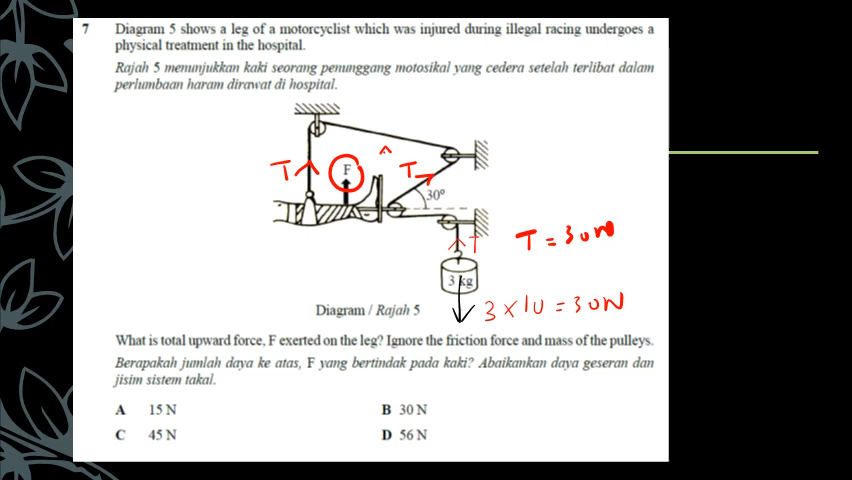 7 Diagram 5 shows a leg of a motorcyclist which was injured during illegal racing undergoes a
physical treatment in the hospital.
Rajah 5 menunjukkan kaki seorang penunggang motosikal yang cedera setelah terlibat dalam
perlumbaan haram dirawat di hospital.
T F T
30°
T T = 30N
3 kg
3 x 10 = 30N
Diagram / Rajah 5
What is total upward force, F exerted on the leg? Ignore the friction force and mass of the pulleys.
Berapakah jumlah daya ke atas, F yang bertindak pada kaki? Abaikan daya geseran dan
jisim sistem takal.
A 15 N B 30 N
C 45 N D 56 N